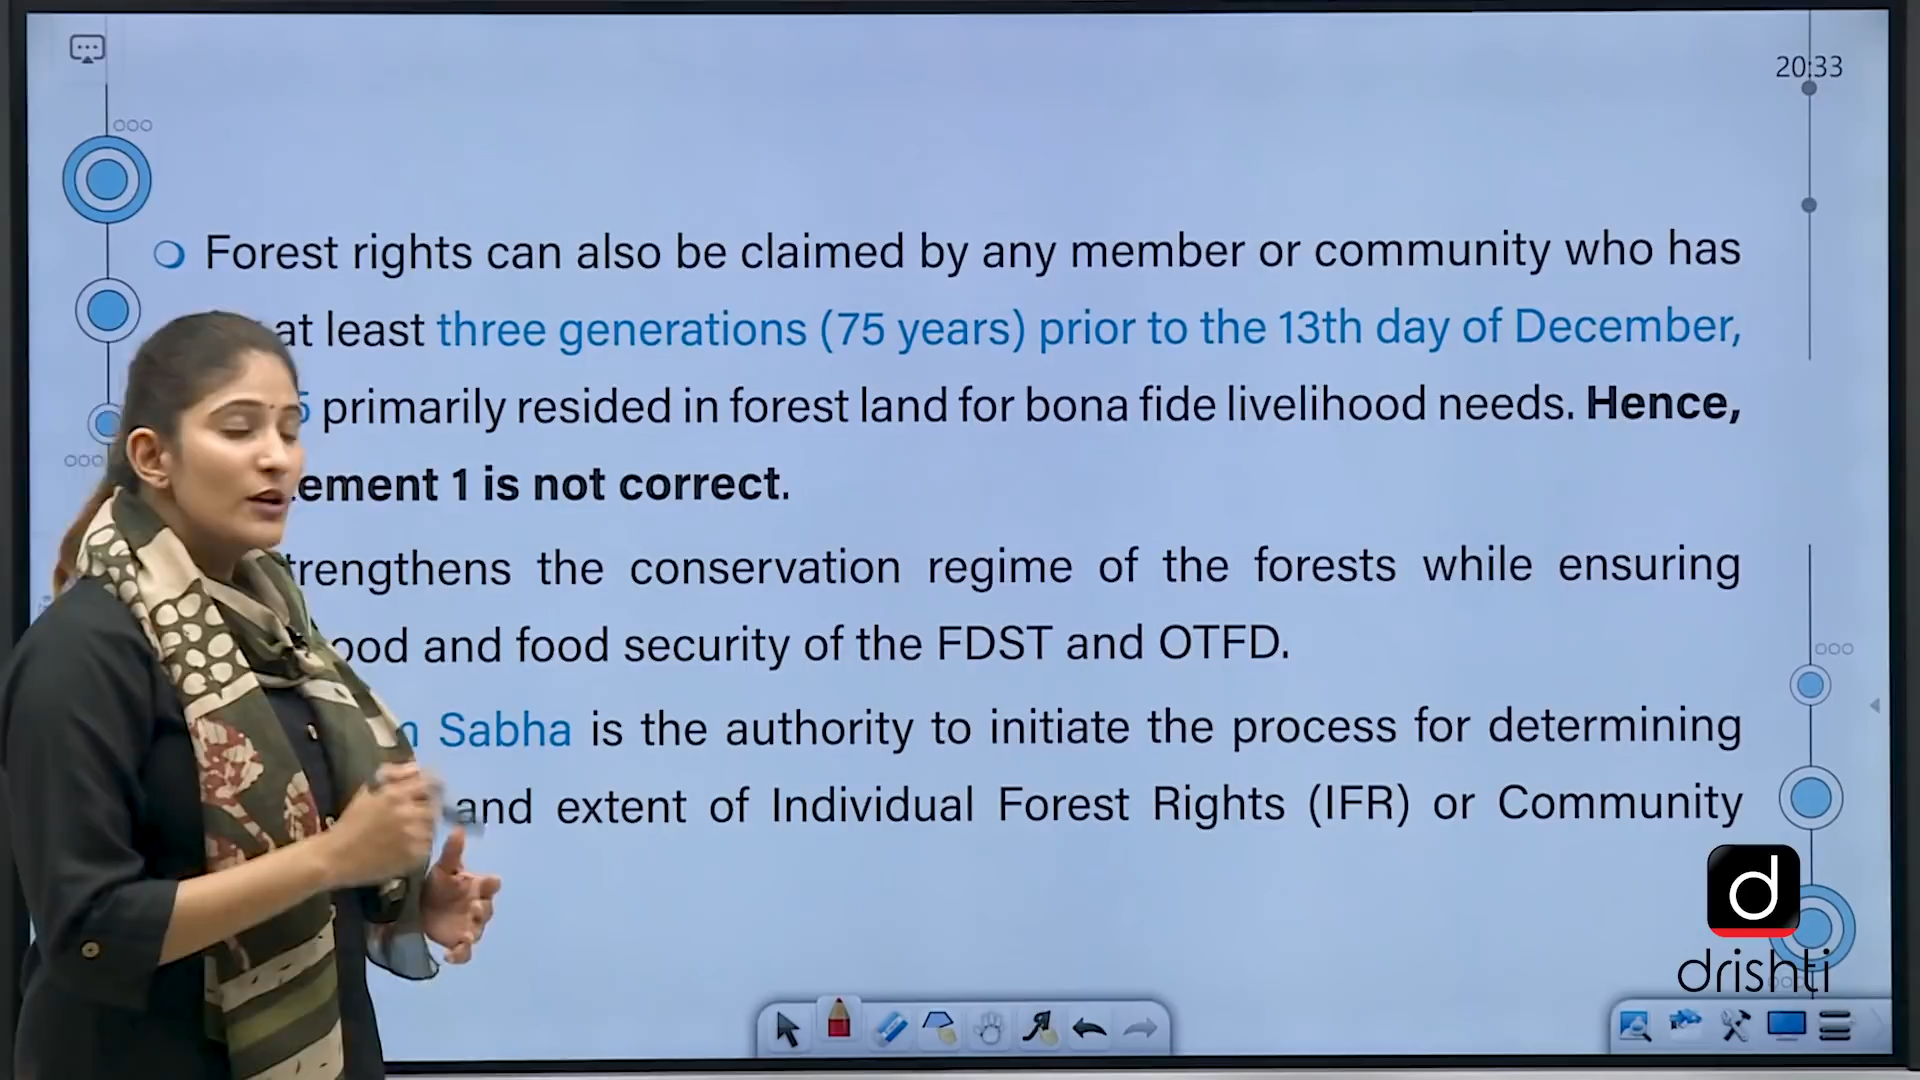 20:33
Forest rights can also be claimed by any member or community who has
at least three generations (75 years) prior to the 13th day of December,
primarily resided in forest land for bona fide livelihood needs. Hence,
1 is not correct.
the conservation regime of the forests while ensuring
and food security of the FDST and OTFD.
Sabha is the authority to initiate the process for determining
and extent of Individual Forest Rights (IFR) or Community
d
drishti